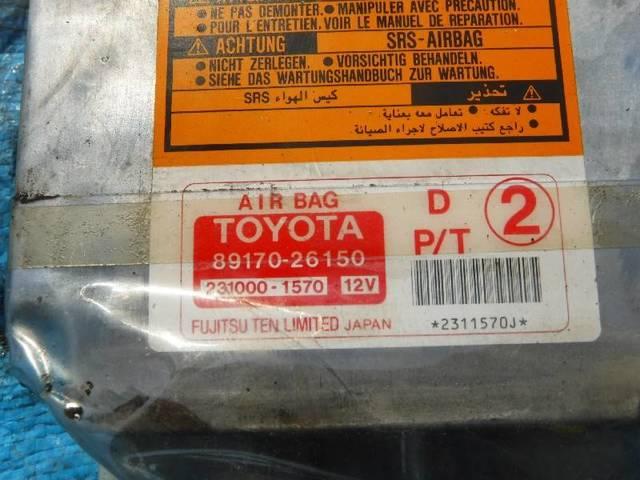 ● NE PAS DEMONTER. ● MANIPULER AVEC PRÉCAUTION.
● POUR L'ENTRETIEN. VOIR LE MANUEL DE REPARATION.
ACHTUNG SRS-AIRBAG
● NICHT ZERLEGEN. ● VORSICHTIG BEHANDELN.
● SIEHE DAS WARTUNGSHANDBUCH ZUR WARTUNG.
تحذير كيس الهواء SRS
● لا تفكه. ● تعامل معه بعناية.
● راجع كتيب الاصلاح لاجراء الصيانة.
AIR BAG
TOYOTA
89170-26150
231000-1570 12V
D
P/T
2
FUJITSU TEN LIMITED JAPAN
*2311570J*